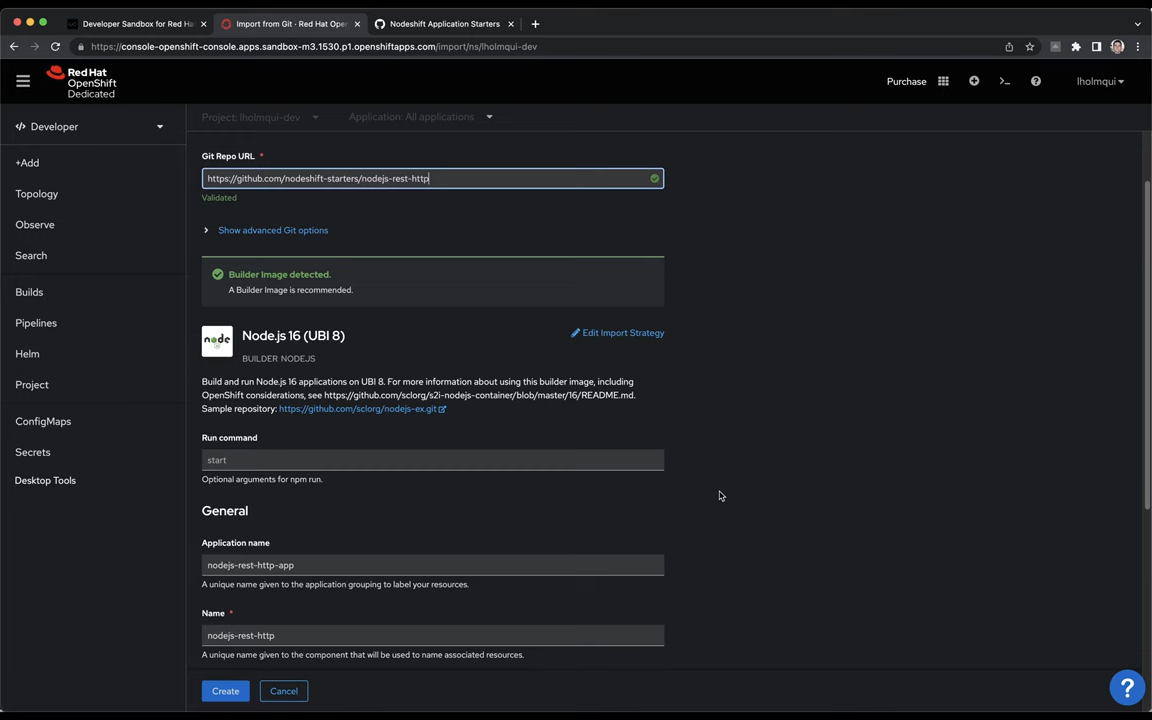 Developer Sandbox for Red Ha
Import from Git · Red Hat Ope
Nodeshift Application Starters
https://console-openshift-console.apps.sandbox-m3.1530.p1.openshiftapps.com/import/ns/lholmqui-dev
Red Hat
OpenShift
Dedicated
Purchase
lholmqui
Developer
Project: lholmqui-dev
Application: All applications
+Add
Topology
Observe
Search
Builds
Pipelines
Helm
Project
ConfigMaps
Secrets
Desktop Tools
Git Repo URL *
https://github.com/nodeshift-starters/nodejs-rest-http
Validated
Show advanced Git options
Builder Image detected.
A Builder Image is recommended.
node
Node.js 16 (UBI 8)
Edit Import Strategy
BUILDER NODEJS
Build and run Node.js 16 applications on UBI 8. For more information about using this builder image, including
OpenShift considerations, see https://github.com/sclorg/s2i-nodejs-container/blob/master/16/README.md.
Sample repository: https://github.com/sclorg/nodejs-ex.git
Run command
start
Optional arguments for npm run.
General
Application name
nodejs-rest-http-app
A unique name given to the application grouping to label your resources.
Name *
nodejs-rest-http
A unique name given to the component that will be used to name associated resources.
Create
Cancel
?